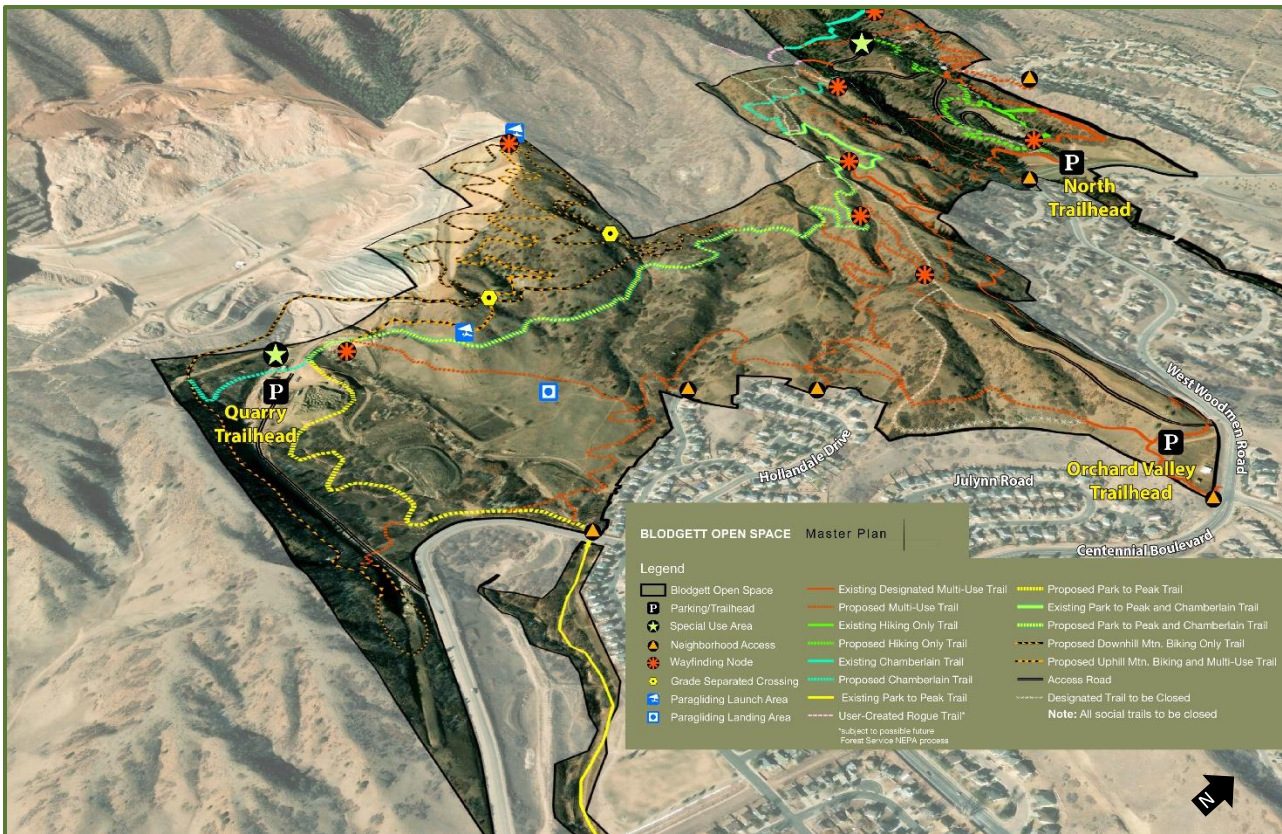 P
North
Trailhead
P
Quarry
Trailhead
West Woodmen Road
Hollandale Drive
P
Orchard Valley
Trailhead
Julynn Road
Centennial Boulevard
BLODGETT OPEN SPACE Master Plan
Legend
Blodgett Open Space
P Parking/Trailhead
Special Use Area
Neighborhood Access
Wayfinding Node
Grade Separated Crossing
Paragliding Launch Area
Paragliding Landing Area
Existing Designated Multi-Use Trail
Proposed Multi-Use Trail
Existing Hiking Only Trail
Proposed Hiking Only Trail
Existing Chamberlain Trail
Proposed Chamberlain Trail
Existing Park to Peak Trail
User-Created Rogue Trail*
*subject to possible future
Forest Service NEPA process
Proposed Park to Peak Trail
Existing Park to Peak and Chamberlain Trail
Proposed Park to Peak and Chamberlain Trail
Proposed Downhill Mtn. Biking Only Trail
Proposed Uphill Mtn. Biking and Multi-Use Trail
Access Road
Designated Trail to be Closed
Note: All social trails to be closed
N